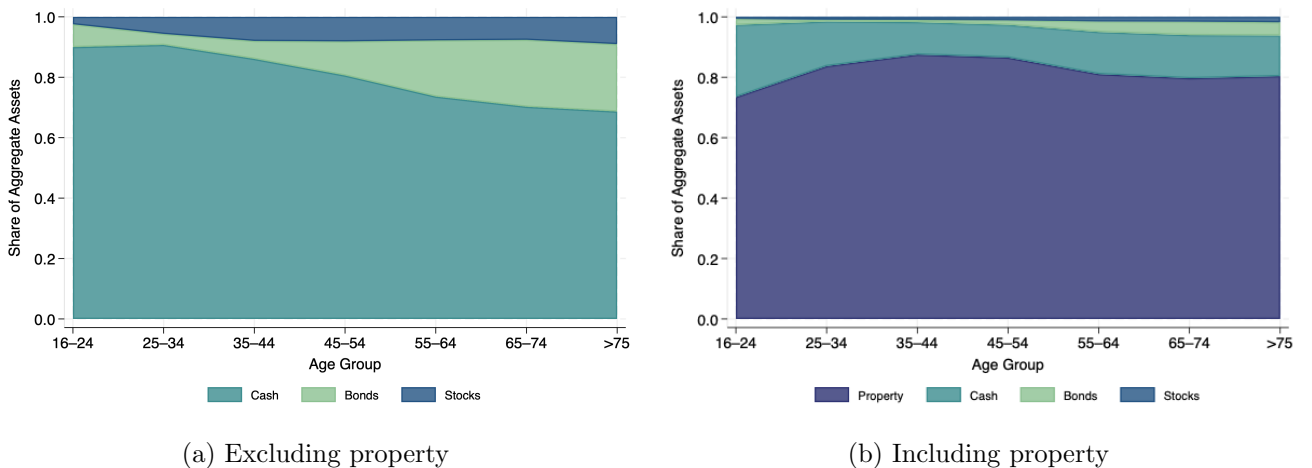 Share of Aggregate Assets
1.0
0.8
0.6
0.4
0.2
0.0
16–24 25–34 35–44 45–54 55–64 65–74 >75
Age Group
Cash Bonds Stocks
(a) Excluding property
Share of Aggregate Assets
1.0
0.8
0.6
0.4
0.2
0.0
16–24 25–34 35–44 45–54 55–64 65–74 >75
Age Group
Property Cash Bonds Stocks
(b) Including property